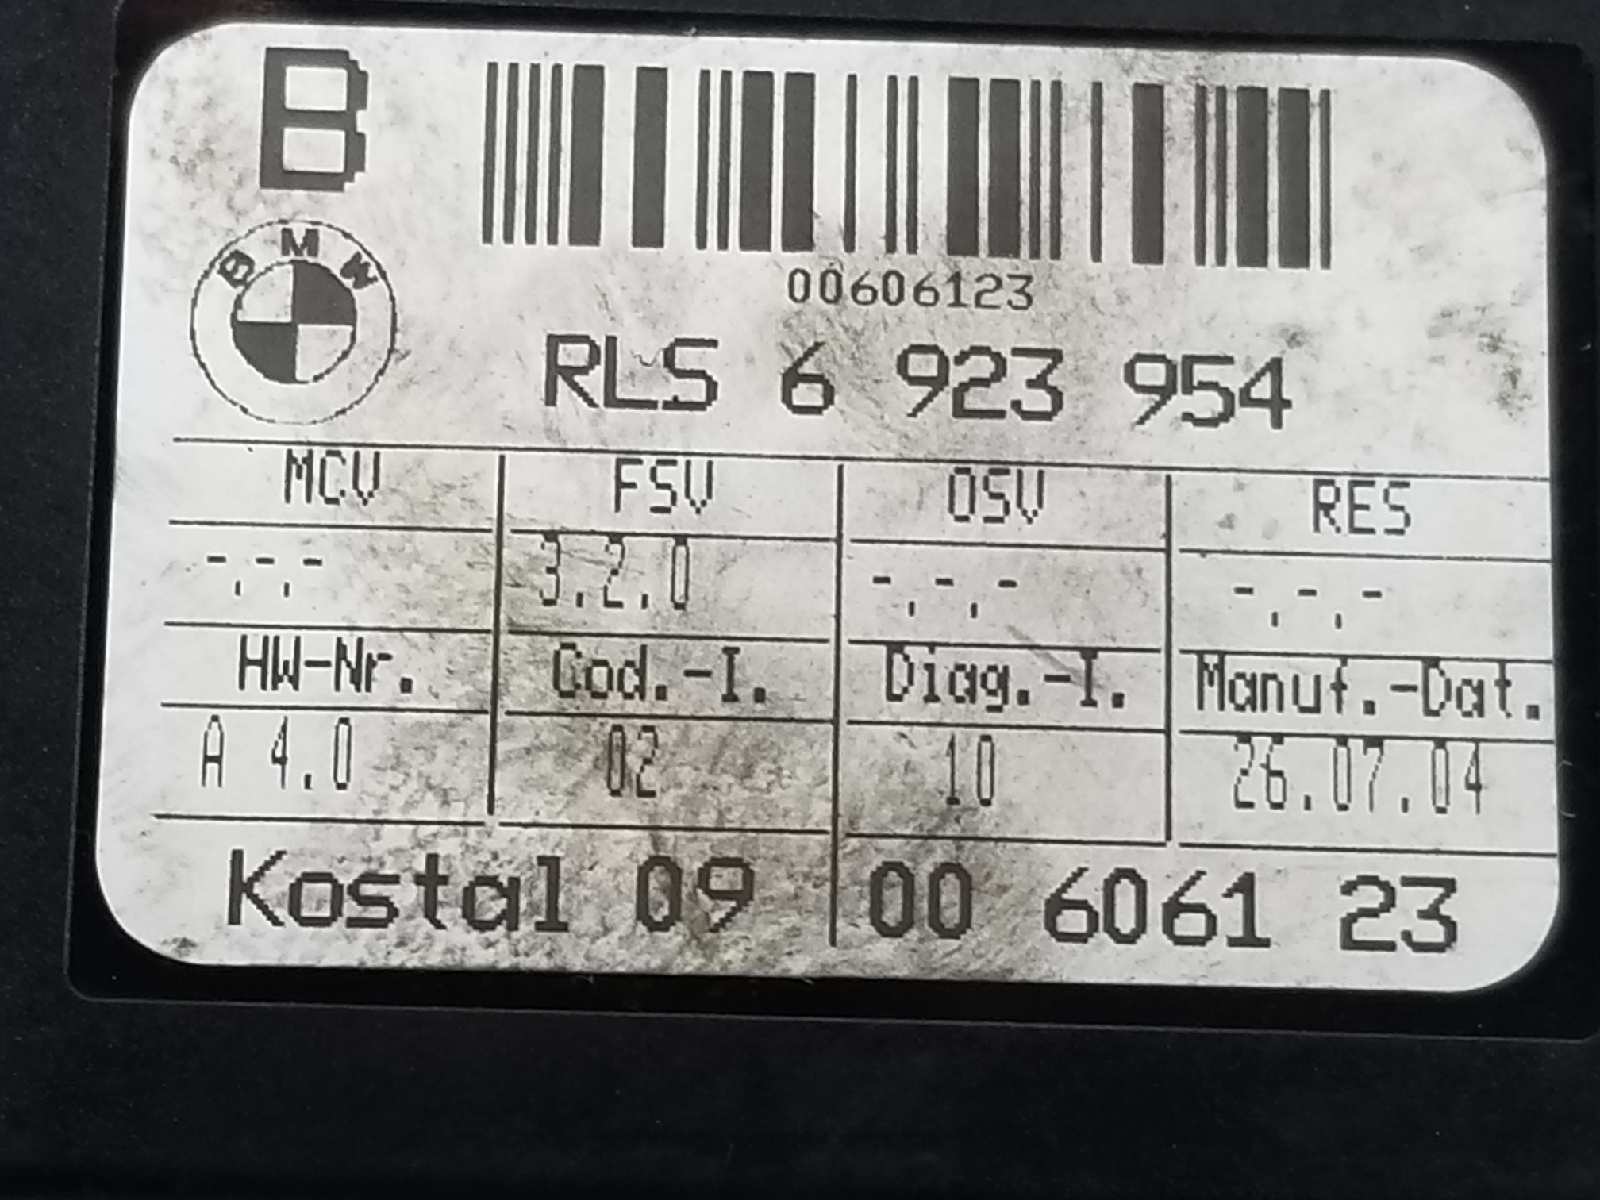 B
BMW
00606123
RLS 6 923 954
MCV FSV OSV RES
-.-.- 3.2.0 -.-.- -.-.-
HW-Nr. Cod.-I. Diag.-I. Manuf.-Dat.
A 4.0 02 10 26.07.04
Kostal 09 00 6061 23